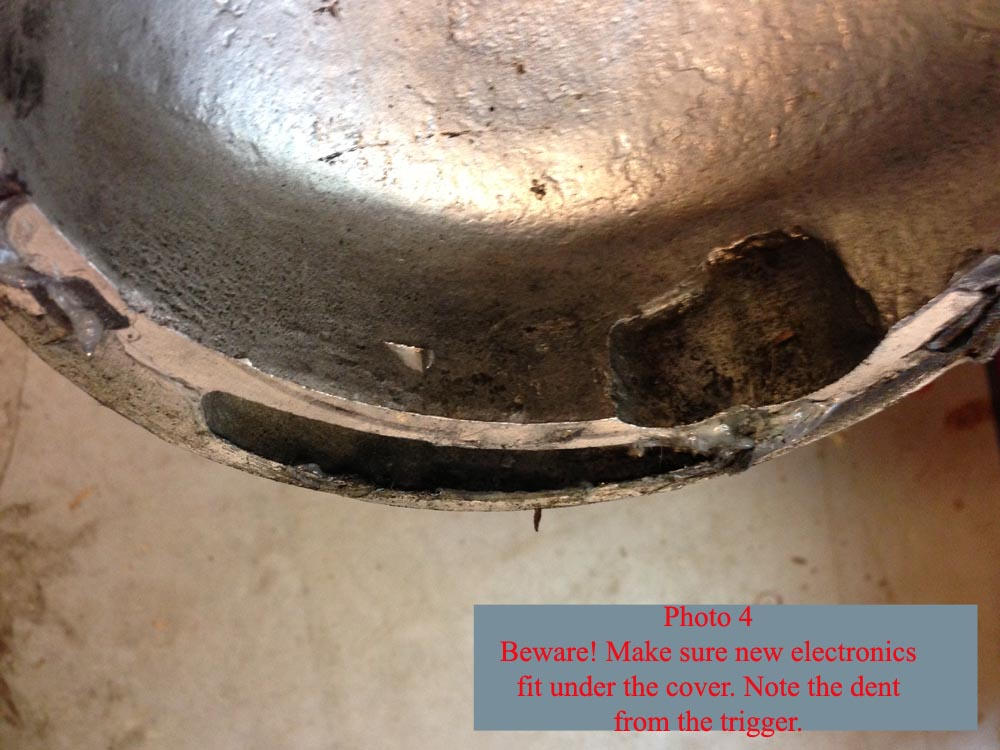 Photo 4
Beware! Make sure new electronics
fit under the cover. Note the dent
from the trigger.